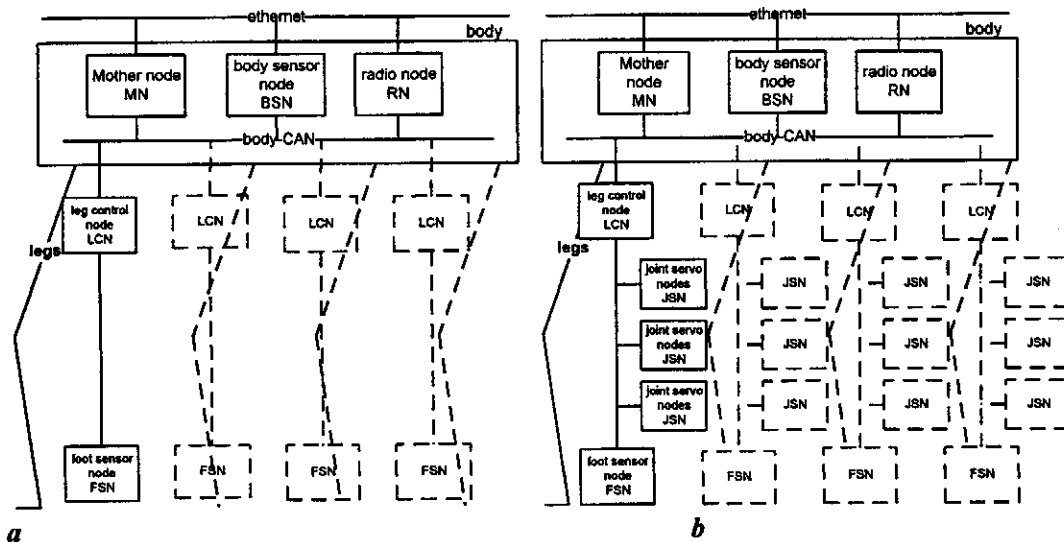 ethernet
body
Mother node
MN
body sensor
node
BSN
radio node
RN
body CAN
leg control
node
LCN
LCN
LCN
LCN
legs
foot sensor
node
FSN
FSN
FSN
FSN
a
ethernet
body
Mother
node
MN
body sensor
node
BSN
radio node
RN
body CAN
leg control
node
LCN
LCN
LCN
LCN
legs
joint servo
nodes
JSN
JSN
JSN
JSN
joint servo
nodes
JSN
JSN
JSN
JSN
joint servo
nodes
JSN
JSN
JSN
JSN
foot sensor
node
FSN
FSN
FSN
FSN
b